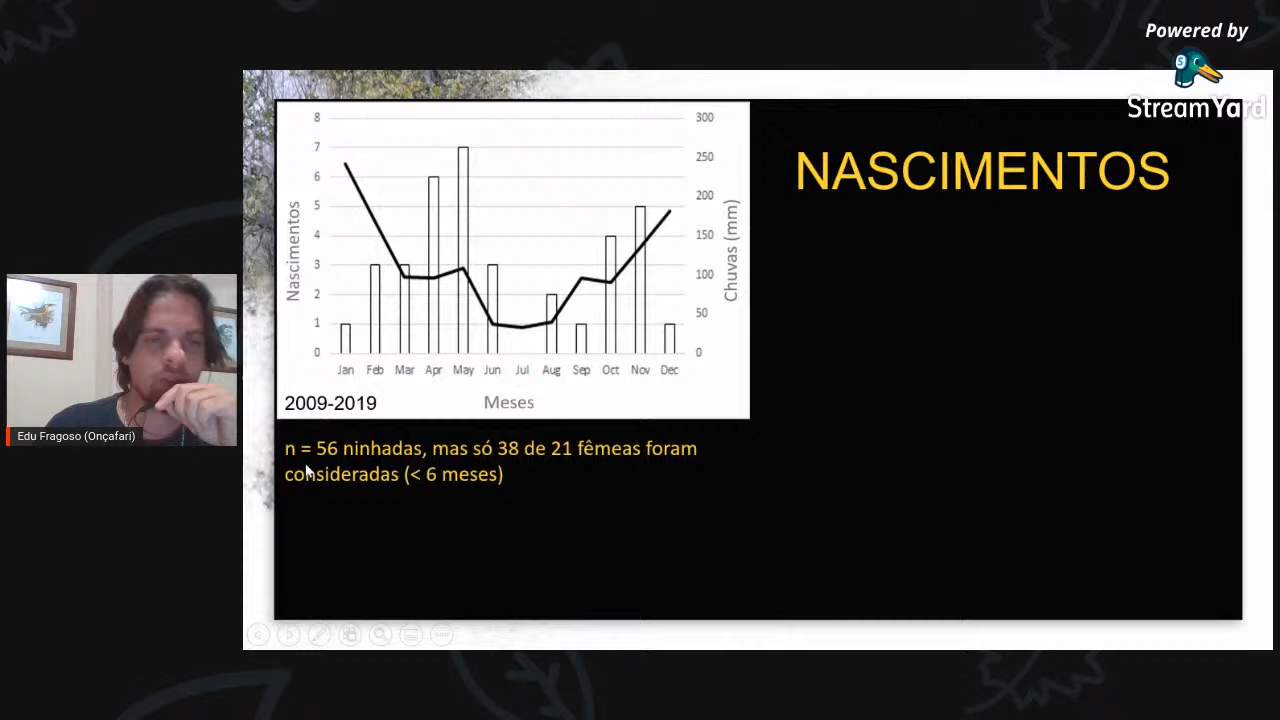 Powered by
StreamYard
NASCIMENTOS
8
7
6
5
4
3
2
1
0
Nascimentos
300
250
200
150
100
50
0
Chuvas (mm)
Jan Feb Mar Apr May Jun Jul Aug Sep Oct Nov Dec
2009-2019
Meses
n = 56 ninhadas, mas só 38 de 21 fêmeas foram
consideradas (< 6 meses)
Edu Fragoso (Onçafari)